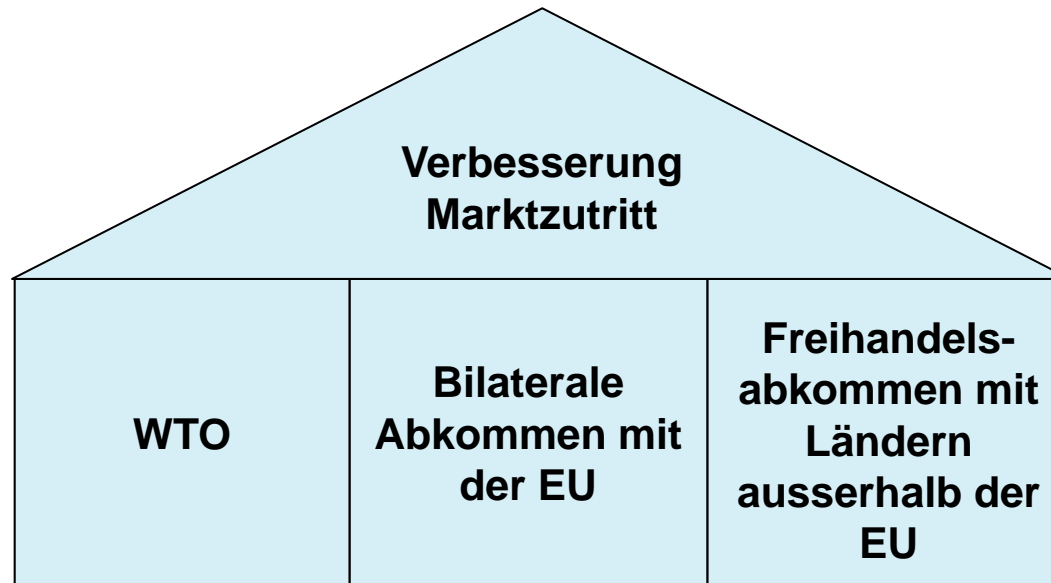 Verbesserung
Marktzutritt
WTO
Bilaterale
Abkommen mit
der EU
Freihandels-
abkommen mit
Ländern
ausserhalb der
EU